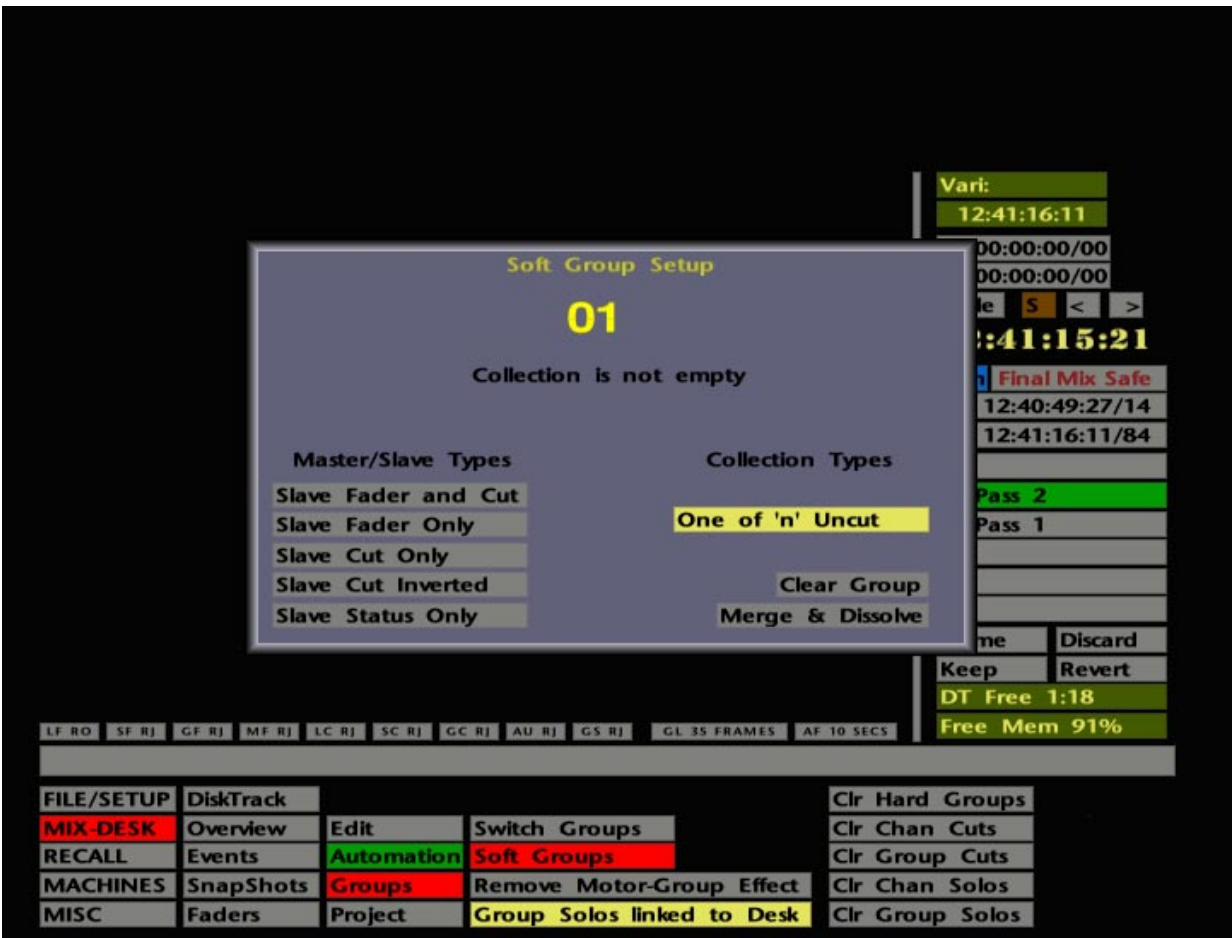 Vari:
12:41:16:11
00:00:00/00
00:00:00/00
S < >
:41:15:21
Final Mix Safe
12:40:49:27/14
12:41:16:11/84
Pass 2
Pass 1
Discard
Keep Revert
DT Free 1:18
Free Mem 91%
Soft Group Setup
01
Collection is not empty
Master/Slave Types
Slave Fader and Cut
Slave Fader Only
Slave Cut Only
Slave Cut Inverted
Slave Status Only
Collection Types
One of 'n' Uncut
Clear Group
Merge & Dissolve
LF RO SF RJ GF RJ MF RJ LC RJ SC RJ GC RJ AU RJ GS RJ GL 35 FRAMES AF 10 SECS
FILE/SETUP DiskTrack Clr Hard Groups
MIX-DESK Overview Edit Switch Groups Clr Chan Cuts
RECALL Events Automation Soft Groups Clr Group Cuts
MACHINES SnapShots Groups Remove Motor-Group Effect Clr Chan Solos
MISC Faders Project Group Solos linked to Desk Clr Group Solos